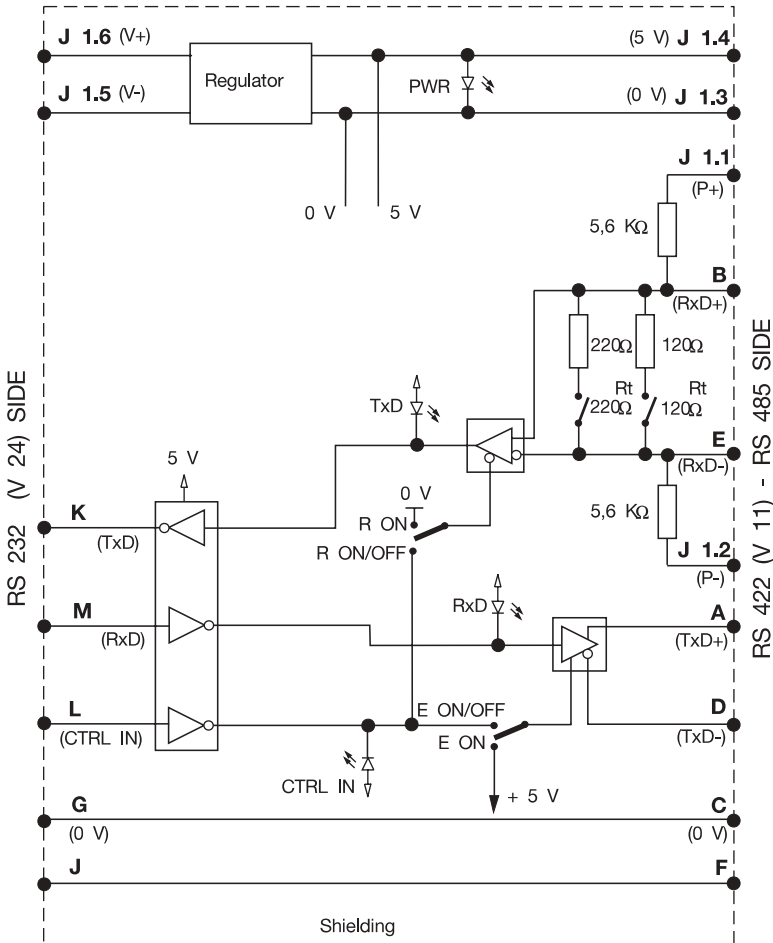 J 1.6 (V+)
(5 V) J 1.4
Regulator
PWR
J 1.5 (V-)
(0 V) J 1.3
J 1.1
(P+)
0 V
5 V
5,6 KΩ
B
(RxD+)
220Ω
120Ω
Rt
220Ω
Rt
120Ω
TxD
E
(RxD-)
5 V
0 V
5,6 KΩ
K
(TxD)
R ON
R ON/OFF
J 1.2
(P-)
M
(RxD)
RxD
A
(TxD+)
L
(CTRL IN)
E ON/OFF
E ON
D
(TxD-)
CTRL IN
+ 5 V
G
(0 V)
C
(0 V)
J
F
Shielding
RS 232 (V 24) SIDE
RS 422 (V 11) - RS 485 SIDE